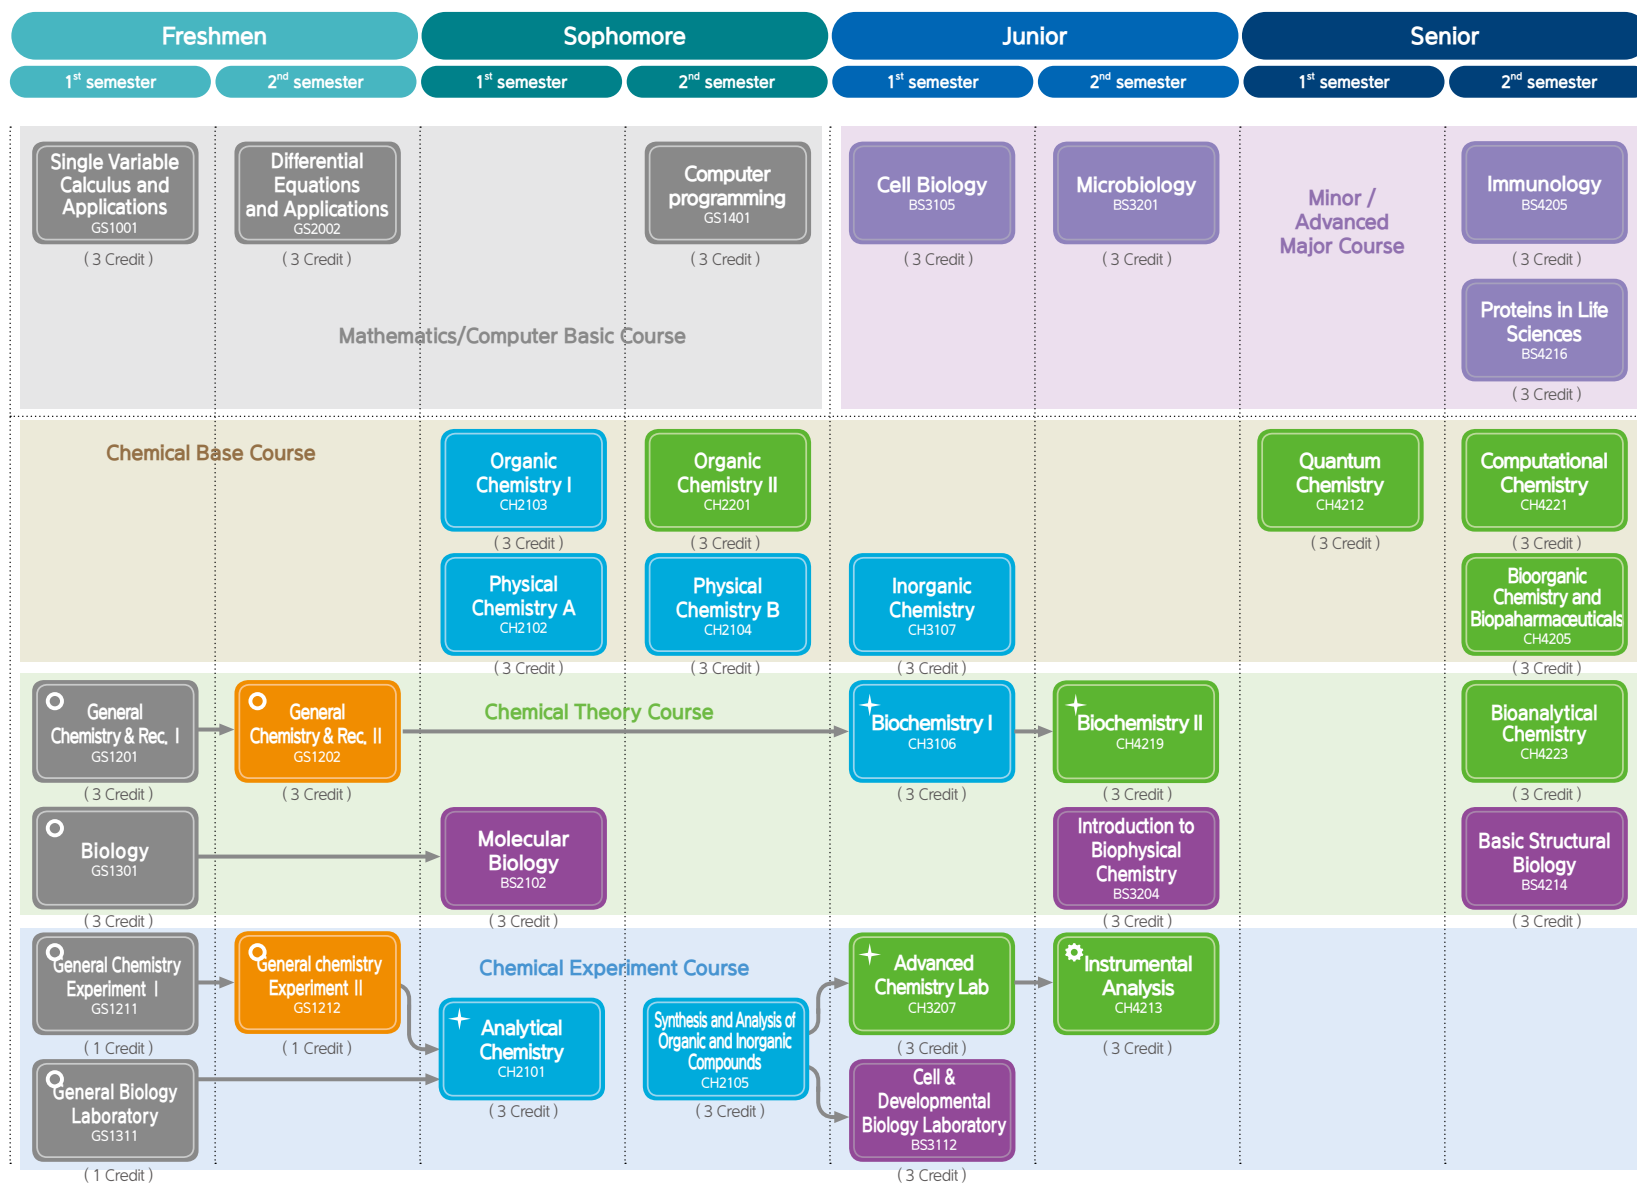 Freshmen
Sophomore
Junior
Senior
1st semester
2nd semester
1st semester
2nd semester
1st semester
2nd semester
1st semester
2nd semester
Single Variable
Calculus and
Applications
GS1001
( 3 Credit )
Differential
Equations
and Applications
GS2002
( 3 Credit )
Computer
programming
GS1401
( 3 Credit )
Mathematics/Computer Basic Course
Cell Biology
BS3105
( 3 Credit )
Microbiology
BS3201
( 3 Credit )
Minor /
Advanced
Major Course
Immunology
BS4205
( 3 Credit )
Proteins in Life
Sciences
BS4216
( 3 Credit )
Chemical Base Course
Organic
Chemistry I
CH2103
( 3 Credit )
Organic
Chemistry II
CH2201
( 3 Credit )
Quantum
Chemistry
CH4212
( 3 Credit )
Computational
Chemistry
CH4221
( 3 Credit )
Physical
Chemistry A
CH2102
( 3 Credit )
Physical
Chemistry B
CH2104
( 3 Credit )
Inorganic
Chemistry
CH3107
( 3 Credit )
Bioorganic
Chemistry and
Biopaharmaceuticals
CH4205
( 3 Credit )
General
Chemistry & Rec. I
GS1201
( 3 Credit )
General
Chemistry & Rec. II
GS1202
( 3 Credit )
Chemical Theory Course
Biochemistry I
CH3106
( 3 Credit )
Biochemistry II
CH4219
( 3 Credit )
Bioanalytical
Chemistry
CH4223
( 3 Credit )
Biology
GS1301
( 3 Credit )
Molecular
Biology
BS2102
( 3 Credit )
Introduction to
Biophysical
Chemistry
BS3204
( 3 Credit )
Basic Structural
Biology
BS4214
( 3 Credit )
General Chemistry
Experiment I
GS1211
( 1 Credit )
General chemistry
Experiment II
GS1212
( 1 Credit )
Chemical Experiment Course
Analytical
Chemistry
CH2101
( 3 Credit )
Synthesis and Analysis of
Organic and Inorganic
Compounds
CH2105
( 3 Credit )
Advanced
Chemistry Lab
CH3207
( 3 Credit )
Instrumental
Analysis
CH4213
( 3 Credit )
General Biology
Laboratory
GS1311
( 1 Credit )
Cell &
Developmental
Biology Laboratory
BS3112
( 3 Credit )